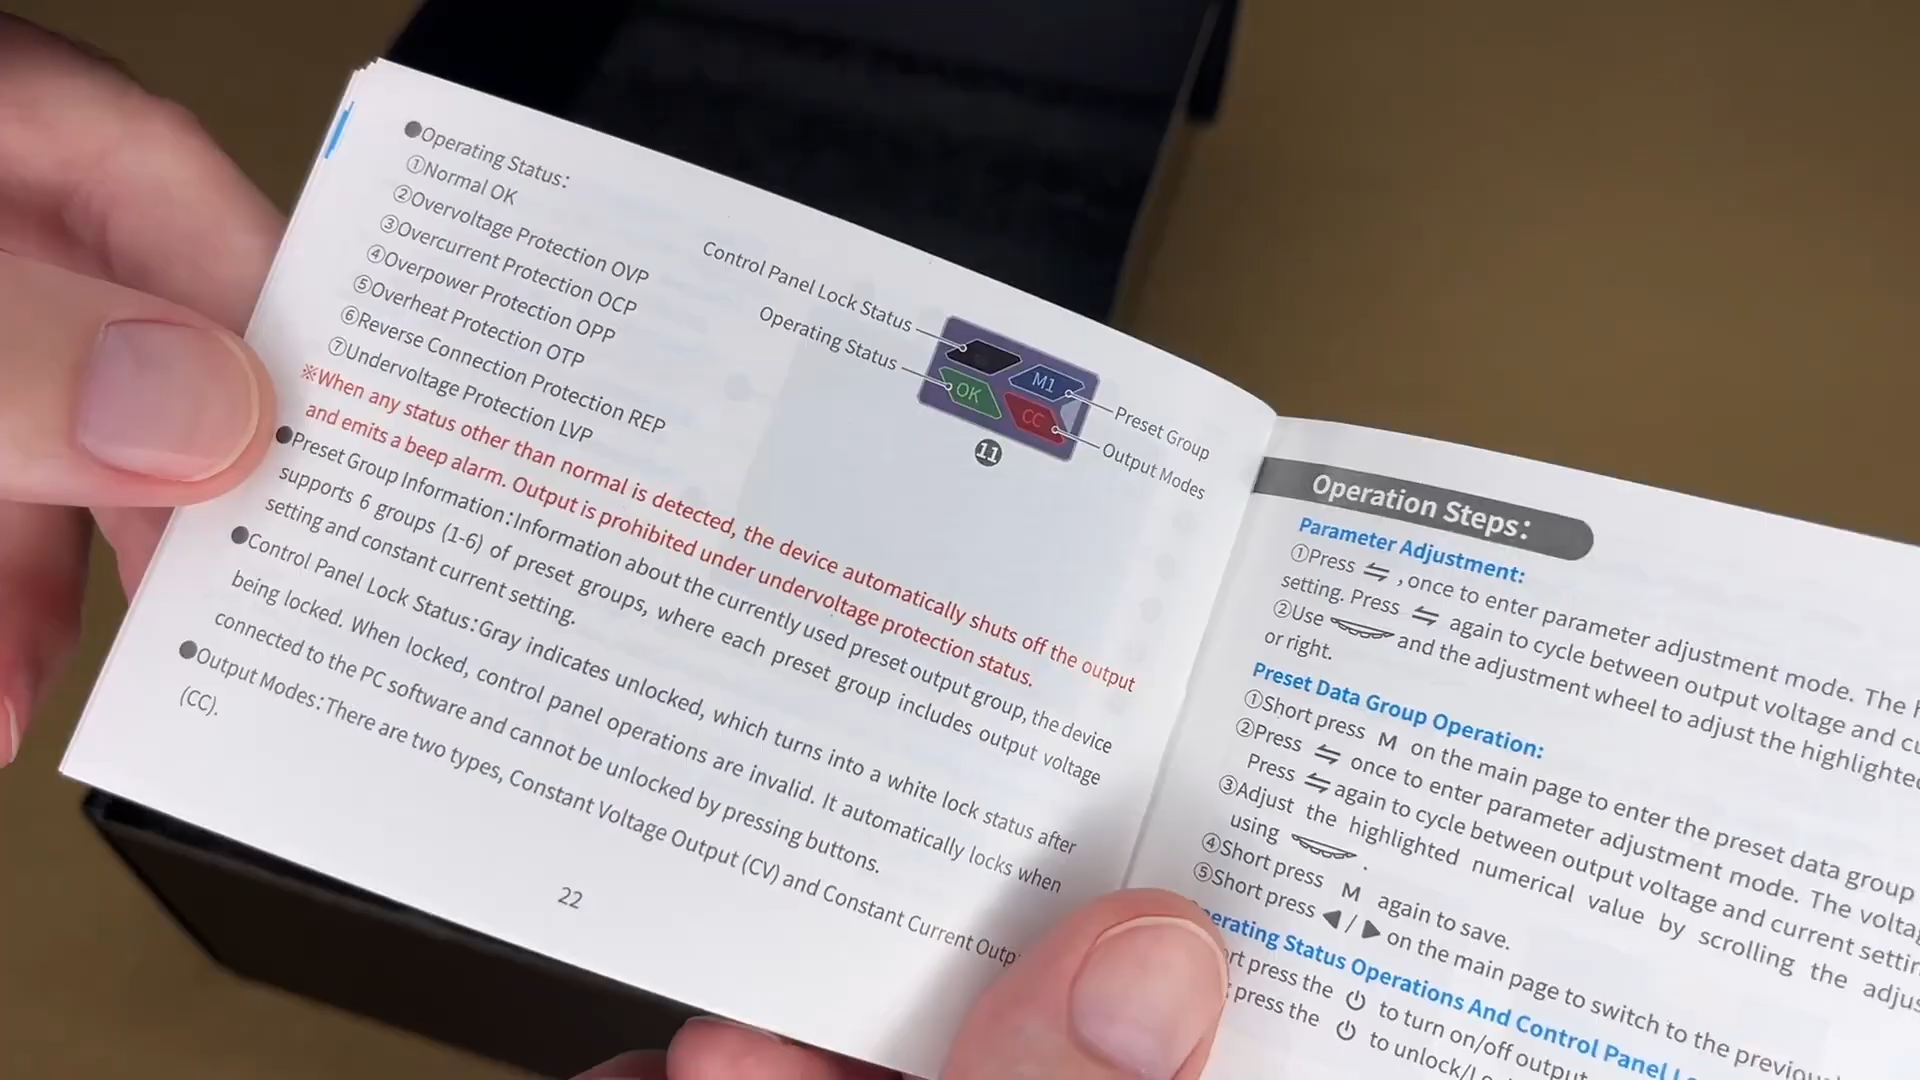 ●Operating Status:
①Normal OK
②Overvoltage Protection OVP
③Overcurrent Protection OCP
④Overpower Protection OPP
⑤Overheat Protection OTP
⑥Reverse Connection Protection REP
⑦Undervoltage Protection LVP
※When any status other than normal is detected, the device automatically shuts off the output
and emits a beep alarm. Output is prohibited under undervoltage protection status.
●Preset Group Information:Information about the currently used preset output group, the device
supports 6 groups (1-6) of preset groups, where each preset group includes output voltage
setting and constant current setting.
●Control Panel Lock Status:Gray indicates unlocked, which turns into a white lock status after
being locked. When locked, control panel operations are invalid. It automatically locks when
connected to the PC software and cannot be unlocked by pressing buttons.
●Output Modes:There are two types, Constant Voltage Output (CV) and Constant Current
(CC).
22
Control Panel Lock Status
Operating Status
M1
OK
CC
Preset Group
Output Modes
11
Operation Steps:
Parameter Adjustment:
①Press ⇋ ,once to enter parameter adjustment mode. The
setting. Press ⇋ again to cycle between output voltage and
②Use and the adjustment wheel to adjust the highlighted
or right.
Preset Data Group Operation:
①Short press M on the main page to enter the preset data group
②Press ⇋ once to enter parameter adjustment mode. The
Press ⇋ again to cycle between output voltage and current
③Adjust the highlighted numerical value by scrolling the
using .
④Short press M again to save.
⑤Short press ◀/▶ on the main page to switch to the
Status Operations And Control Panel
press the ⏻ to turn on/off output
press the ⏻ to